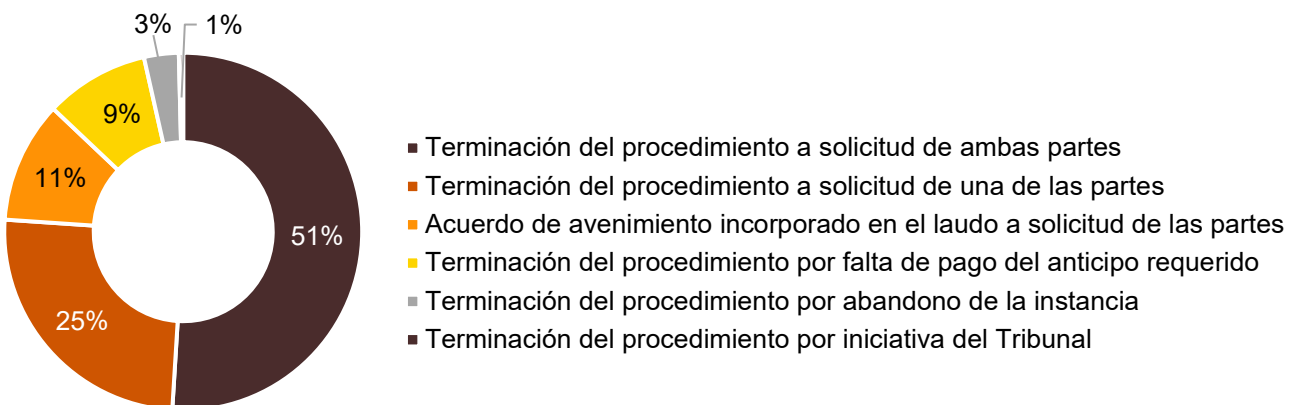 3%
1%
9%
11%
51%
25%
Terminación del procedimiento a solicitud de ambas partes
Terminación del procedimiento a solicitud de una de las partes
Acuerdo de avenimiento incorporado en el laudo a solicitud de las partes
Terminación del procedimiento por falta de pago del anticipo requerido
Terminación del procedimiento por abandono de la instancia
Terminación del procedimiento por iniciativa del Tribunal